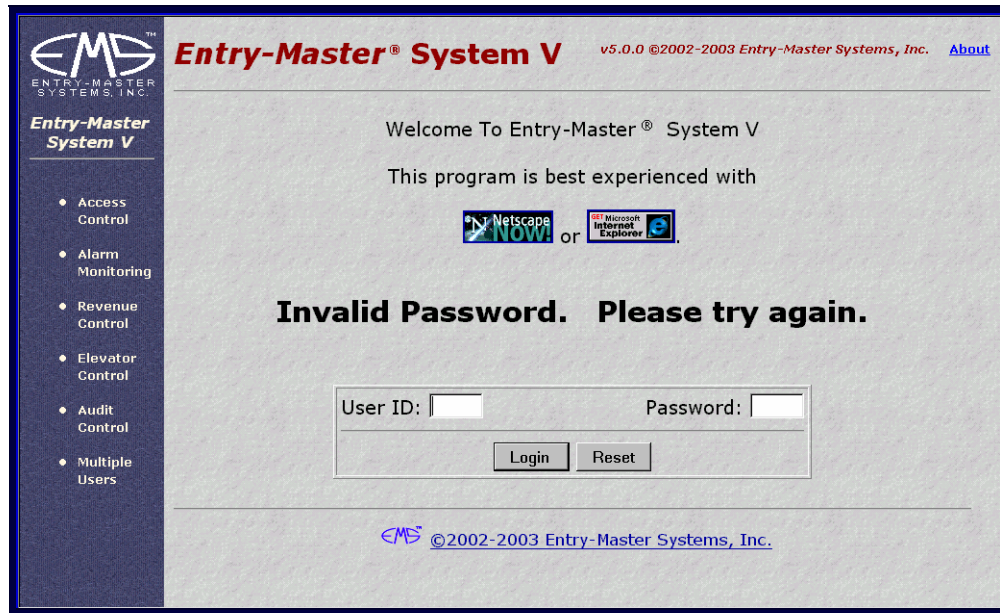 EMS™
ENTRY-MASTER
SYSTEMS, INC.
Entry-Master® System V
v5.0.0 ©2002-2003 Entry-Master Systems, Inc.
About
Entry-Master
System V
Access
Control
Alarm
Monitoring
Revenue
Control
Elevator
Control
Audit
Control
Multiple
Users
Welcome To Entry-Master ® System V
This program is best experienced with
N Netscape NOW! or GET Microsoft Internet Explorer .
Invalid Password. Please try again.
User ID: Password:
Login Reset
EMS™ ©2002-2003 Entry-Master Systems, Inc.